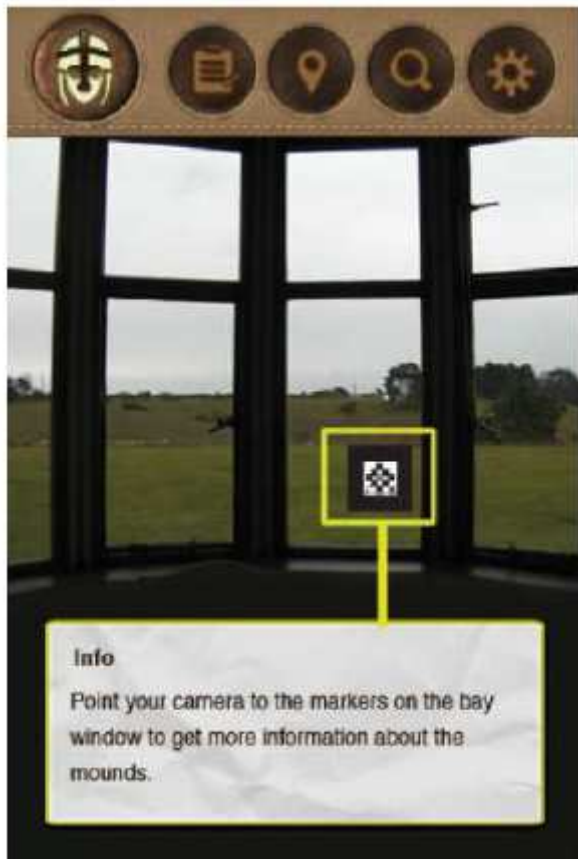 Info
Point your camera to the markers on the bay
window to get more information about the
mounds.